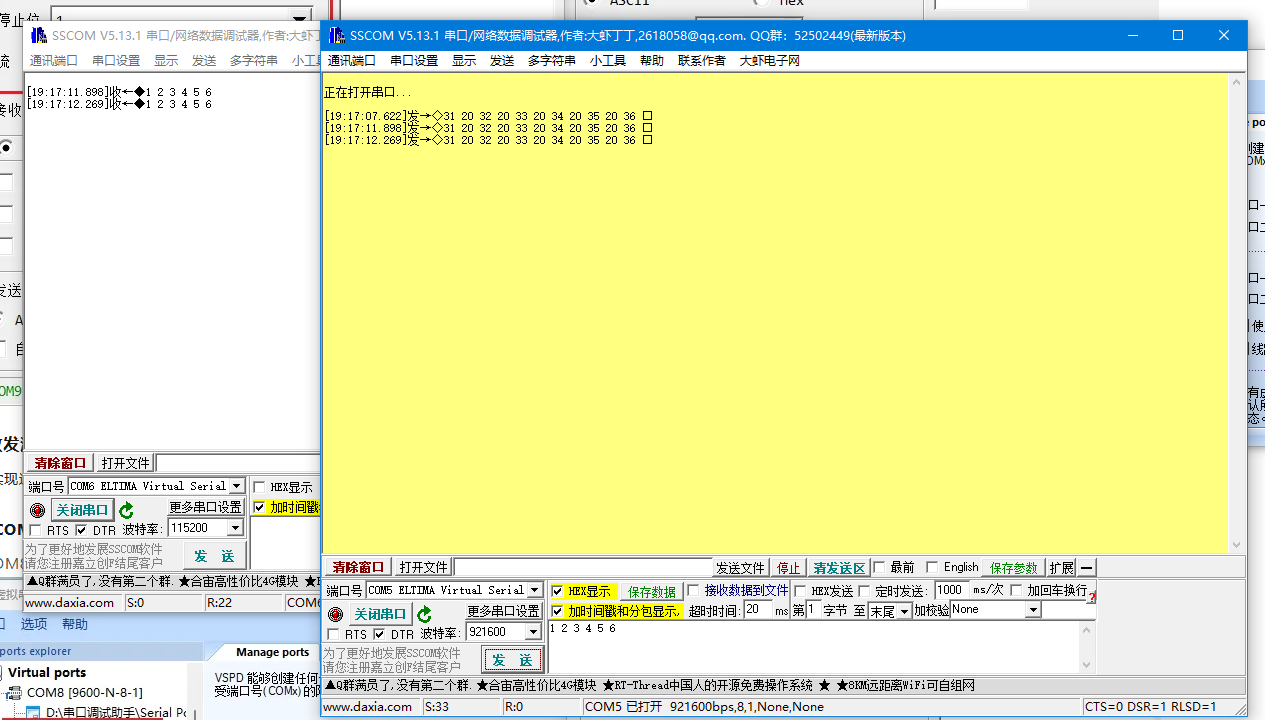 停止位
1
ASCII
hex
流
接收
发送
A
自
COM9
SSCOM V5.13.1 串口/网络数据调试器,作者:大虾丁
通讯端口 串口设置 显示 发送 多字符串 小工
[19:17:11.898]收←◆1 2 3 4 5 6
[19:17:12.269]收←◆1 2 3 4 5 6
清除窗口 打开文件
端口号 COM6 ELTIMA Virtual Serial
HEX显示
关闭串口 更多串口设置
加时间戳
RTS DTR 波特率: 115200
为了更好地发展SSCOM软件
请您注册嘉立创F结尾客户
发 送
▲Q群满员了,没有第二个群. ★合宙高性价比4G模块
www.daxia.com S:0 R:22 COM6
SSCOM V5.13.1 串口/网络数据调试器,作者:大虾丁丁,2618058@qq.com. QQ群: 52502449(最新版本)
通讯端口 串口设置 显示 发送 多字符串 小工具 帮助 联系作者 大虾电子网
正在打开串口...
[19:17:07.622]发→◇31 20 32 20 33 20 34 20 35 20 36 □
[19:17:11.898]发→◇31 20 32 20 33 20 34 20 35 20 36 □
[19:17:12.269]发→◇31 20 32 20 33 20 34 20 35 20 36 □
清除窗口 打开文件 发送文件 停止 清发送区 最前 English 保存参数 扩展 —
端口号 COM5 ELTIMA Virtual Serial HEX显示 保存数据 接收数据到文件 HEX发送 定时发送: 1000 ms/次 加回车换行
关闭串口 更多串口设置 加时间戳和分包显示, 超时时间: 20 ms 第1 字节 至 末尾 加校验 None
RTS DTR 波特率: 921600
1 2 3 4 5 6
为了更好地发展SSCOM软件
请您注册嘉立创F结尾客户
发 送
▲Q群满员了,没有第二个群. ★合宙高性价比4G模块 ★RT-Thread中国人的开源免费操作系统 ★ ★8KM远距离WiFi可自组网
www.daxia.com S:33 R:0 COM5 已打开 921600bps,8,1,None,None CTS=0 DSR=1 RLSD=1
选项 帮助
ports explorer
Virtual ports
COM8 [9600-N-8-1]
D:\串口调试助手\Serial Po
Manage ports
VSPD 能够创建任何
受端口号(COMx)的限